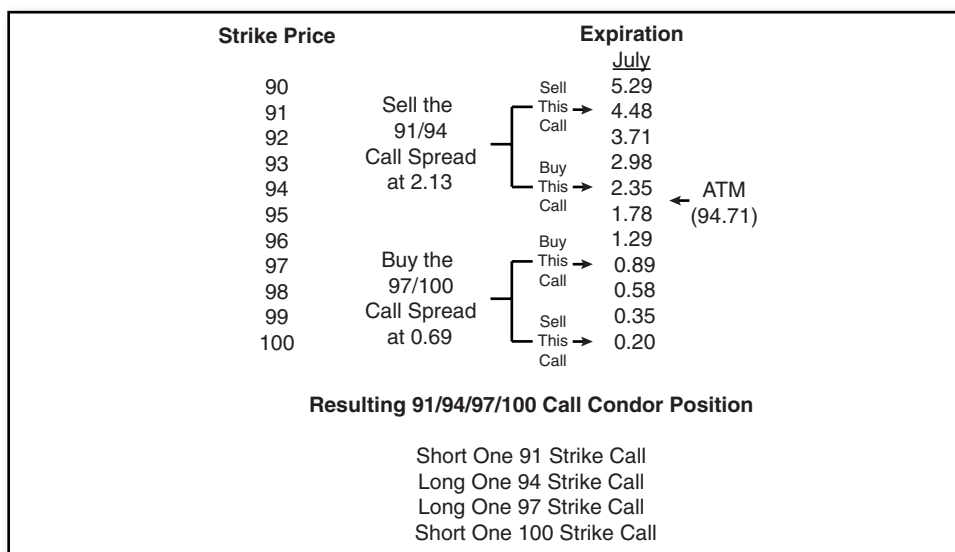 Strike Price
Expiration
July
90
91
92
93
94
95
96
97
98
99
100
Sell the
91/94
Call Spread
at 2.13
Buy the
97/100
Call Spread
at 0.69
Sell
This
Call
Buy
This
Call
Buy
This
Call
Sell
This
Call
5.29
4.48
3.71
2.98
2.35
1.78
1.29
0.89
0.58
0.35
0.20
ATM
(94.71)
Resulting 91/94/97/100 Call Condor Position
Short One 91 Strike Call
Long One 94 Strike Call
Long One 97 Strike Call
Short One 100 Strike Call